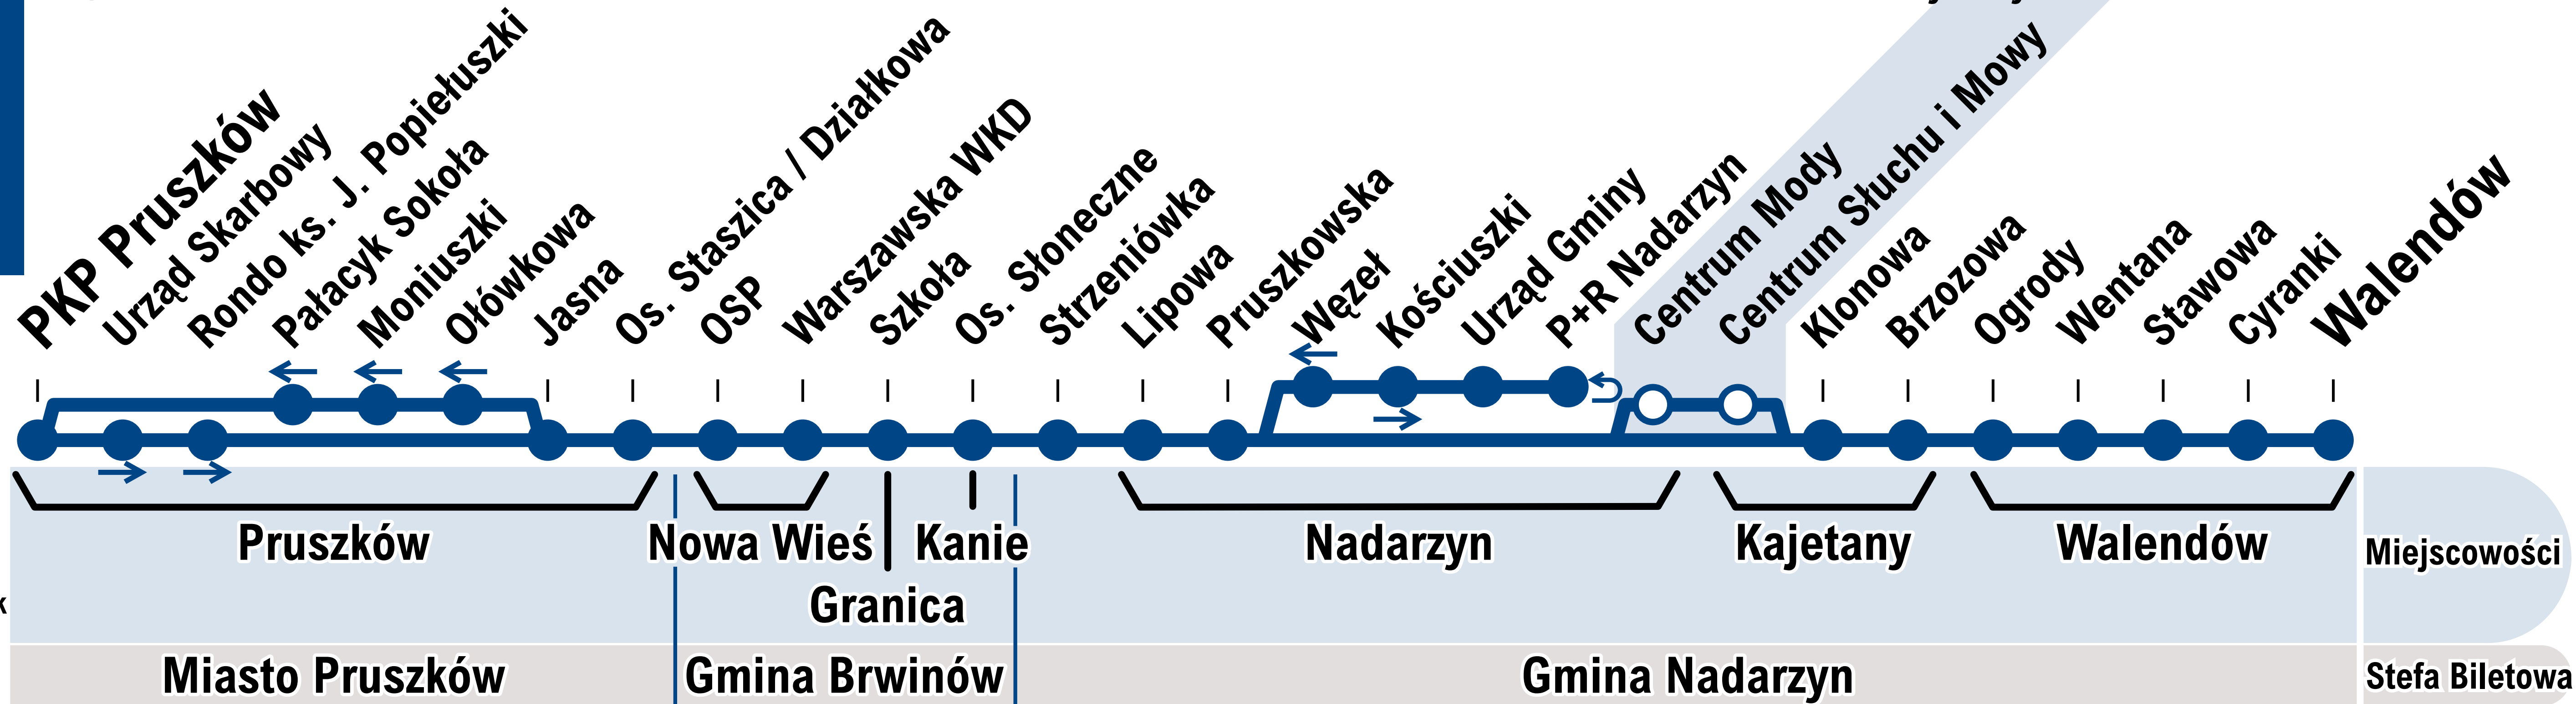 PKP Pruszków
Urząd Skarbowy
Rondo ks. J. Popiełuszki
Pałacyk Sokoła
Moniuszki
Ołówkowa
Jasna
Os. Staszica / Działkowa
OSP
Warszawska WKD
Szkoła
Os. Słoneczne
Strzeniówka
Lipowa
Pruszkowska
Węzeł
Kościuszki
Urząd Gminy
P+R Nadarzyn
Centrum Mody
Centrum Słuchu i Mowy
Klonowa
Brzozowa
Ogrody
Wentana
Stawowa
Cyranki
Walendów
Pruszków
Nowa Wieś
Kanie
Nadarzyn
Kajetany
Walendów
Miejscowości
Granica
Miasto Pruszków
Gmina Brwinów
Gmina Nadarzyn
Stefa Biletowa